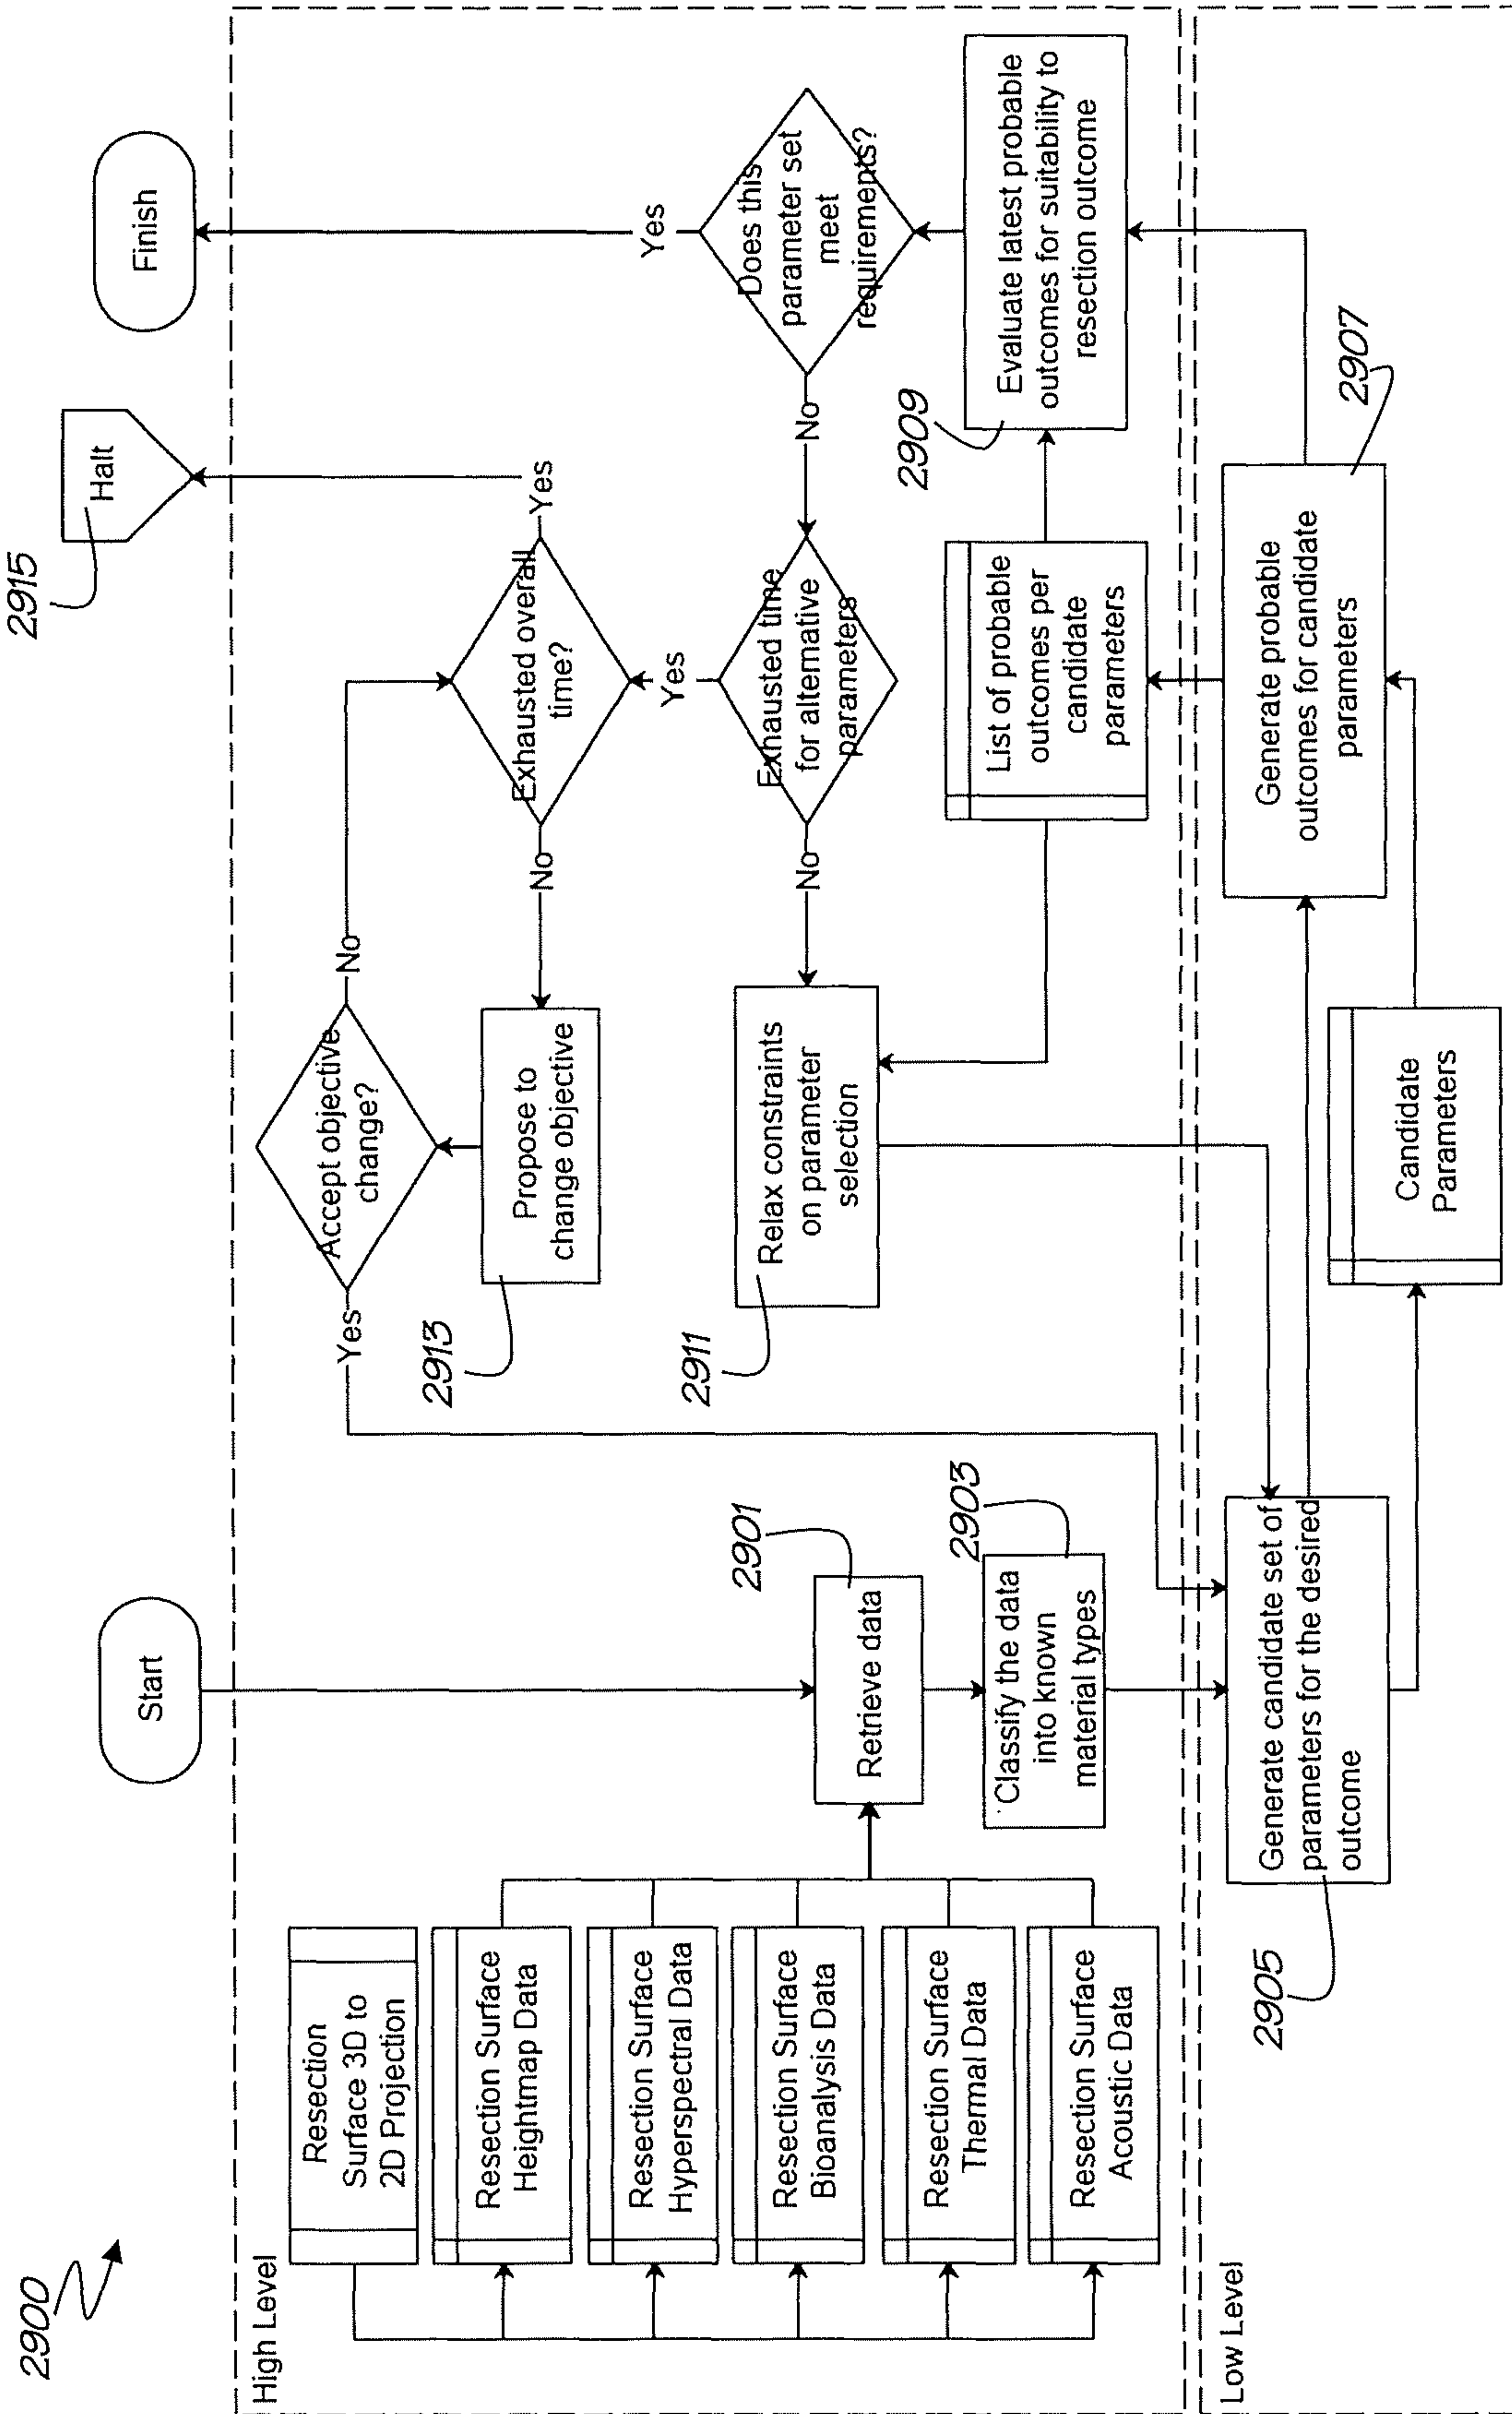 2900
Start
2915
Halt
Finish
High Level
Resection
Surface 3D to
2D Projection
Resection Surface
Heightmap Data
Resection Surface
Hyperspectral Data
Resection Surface
Bioanalysis Data
Resection Surface
Thermal Data
Resection Surface
Acoustic Data
2901
Retrieve data
2903
Classify the data
into known
material types
Yes
Accept objective
change?
No
2913
Propose to
change objective
No
Exhausted overall
time?
Yes
Yes
2911
Relax constraints
on parameter
selection
No
Exhausted time
for alternative
parameters
No
Does this
parameter set
meet
requirements?
Yes
List of probable
outcomes per
candidate
parameters
2909
Evaluate latest probable
outcomes for suitability to
resection outcome
Low Level
2905
Generate candidate set of
parameters for the desired
outcome
Candidate
Parameters
Generate probable
outcomes for candidate
parameters
2907